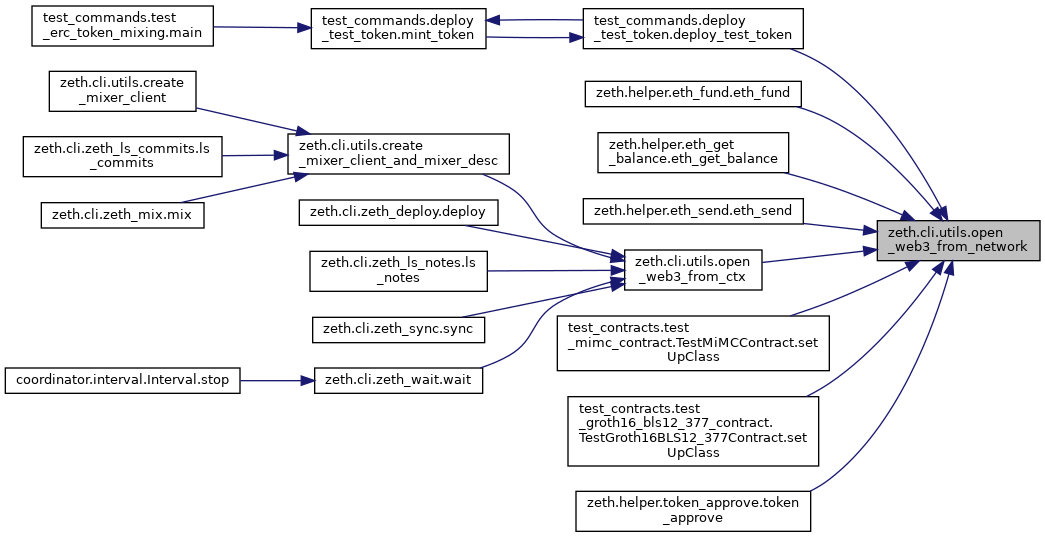 test_commands.test
_erc_token_mixing.main
test_commands.deploy
_test_token.mint_token
test_commands.deploy
_test_token.deploy_test_token
zeth.cli.utils.create
_mixer_client
zeth.helper.eth_fund.eth_fund
zeth.cli.zeth_ls_commits.ls
_commits
zeth.cli.utils.create
_mixer_client_and_mixer_desc
zeth.helper.eth_get
_balance.eth_get_balance
zeth.cli.zeth_mix.mix
zeth.cli.zeth_deploy.deploy
zeth.helper.eth_send.eth_send
zeth.cli.utils.open
_web3_from_network
zeth.cli.zeth_ls_notes.ls
_notes
zeth.cli.utils.open
_web3_from_ctx
zeth.cli.zeth_sync.sync
test_contracts.test
_mimc_contract.TestMiMCContract.set
UpClass
coordinator.interval.Interval.stop
zeth.cli.zeth_wait.wait
test_contracts.test
_groth16_bls12_377_contract.
TestGroth16BLS12_377Contract.set
UpClass
zeth.helper.token_approve.token
_approve